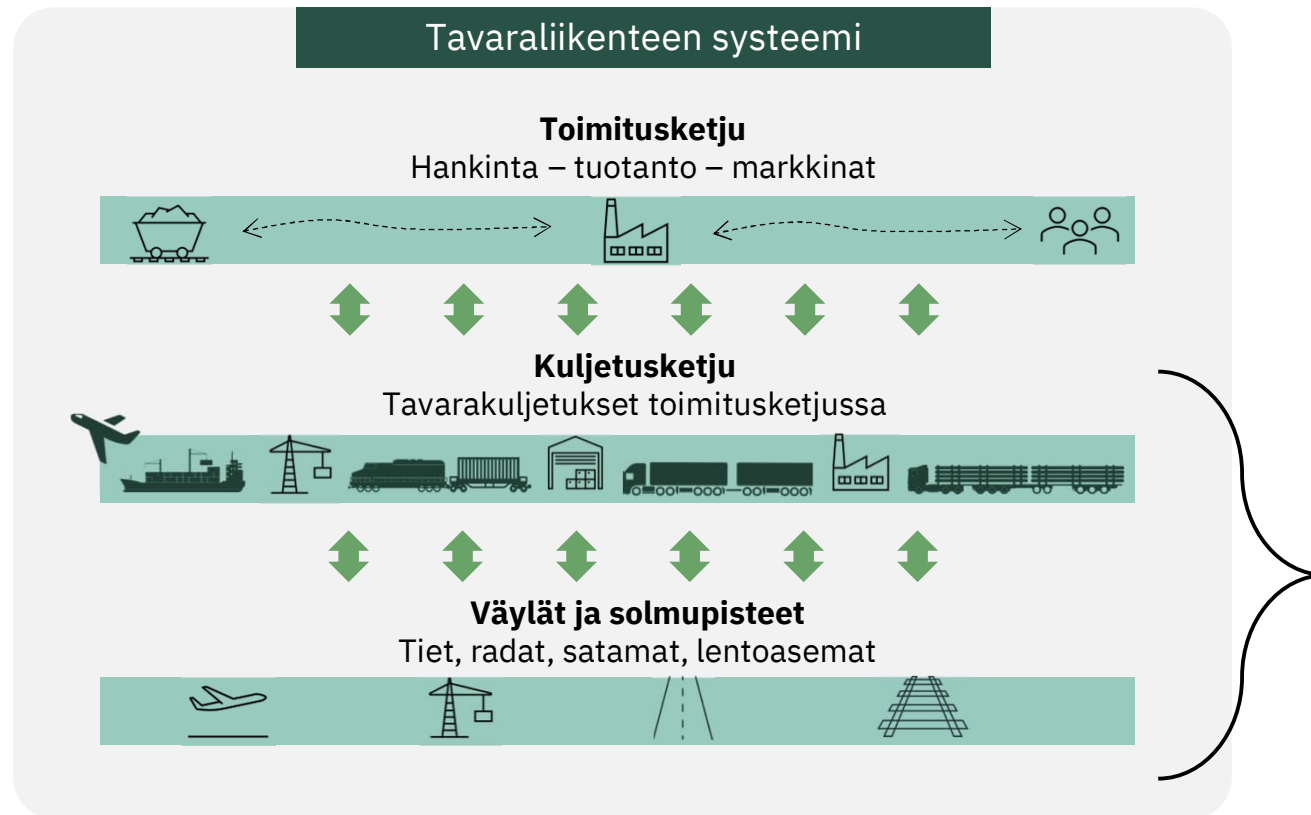 Tavaraliikenteen systeemi
Toimitusketju
Hankinta – tuotanto – markkinat
Kuljetusketju
Tavarakuljetukset toimitusketjussa
Väylät ja solmupisteet
Tiet, radat, satamat, lentoasemat